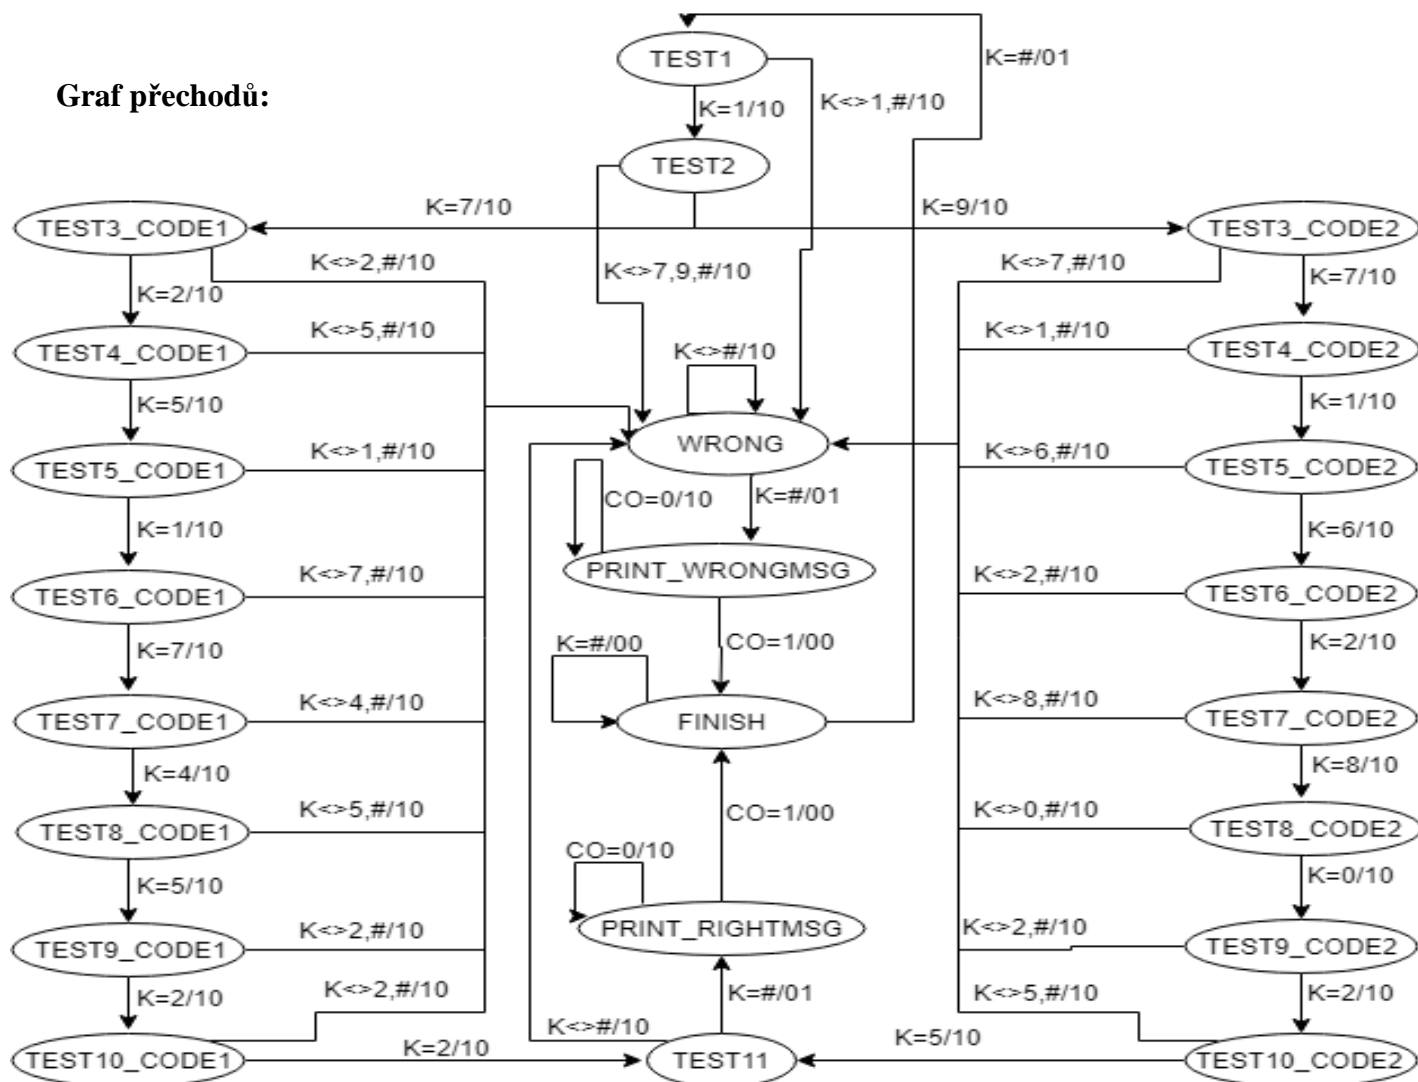 TEST1
K=#/01
Graf přechodů:
K<>1,#/10
K=1/10
TEST2
K=7/10
K=9/10
TEST3_CODE1
TEST3_CODE2
K<>2,#/10
K<>7,9,#/10
K<>7,#/10
K=2/10
K=7/10
K<>5,#/10
K<>1,#/10
TEST4_CODE1
K<>#/10
TEST4_CODE2
K=5/10
K=1/10
WRONG
K<>1,#/10
K<>6,#/10
TEST5_CODE1
TEST5_CODE2
CO=0/10
K=#/01
K=1/10
K=6/10
K<>7,#/10
PRINT_WRONGMSG
K<>2,#/10
TEST6_CODE1
TEST6_CODE2
K=7/10
K=#/00
CO=1/00
K=2/10
K<>4,#/10
K<>8,#/10
TEST7_CODE1
FINISH
TEST7_CODE2
K=4/10
K=8/10
K<>5,#/10
CO=1/00
K<>0,#/10
TEST8_CODE1
TEST8_CODE2
CO=0/10
K=5/10
K=0/10
K<>2,#/10
PRINT_RIGHTMSG
K<>2,#/10
TEST9_CODE1
TEST9_CODE2
K=2/10
K<>2,#/10
K=#/01
K<>5,#/10
K=2/10
K<>#/10
K=5/10
TEST10_CODE1
K=2/10
TEST11
TEST10_CODE2